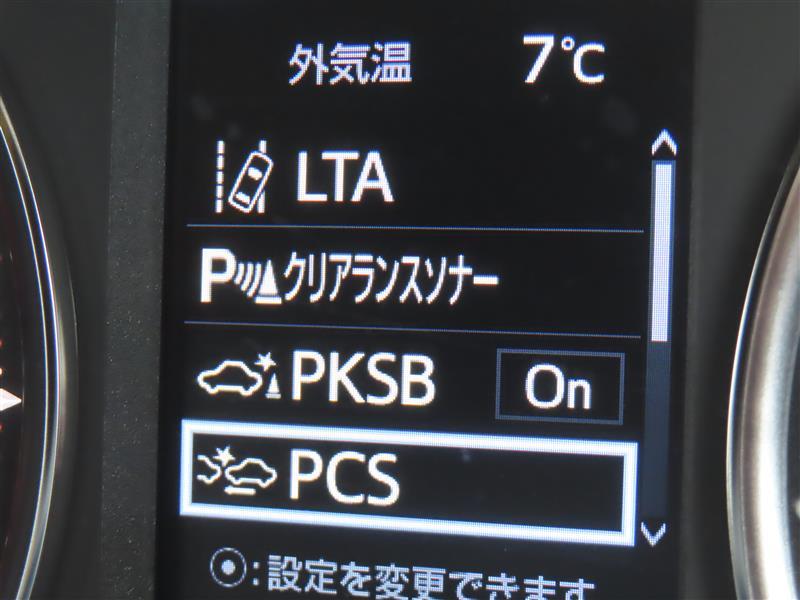 外気温 7℃
LTA
P クリアランスソナー
PKSB On
PCS
:設定を変更できます